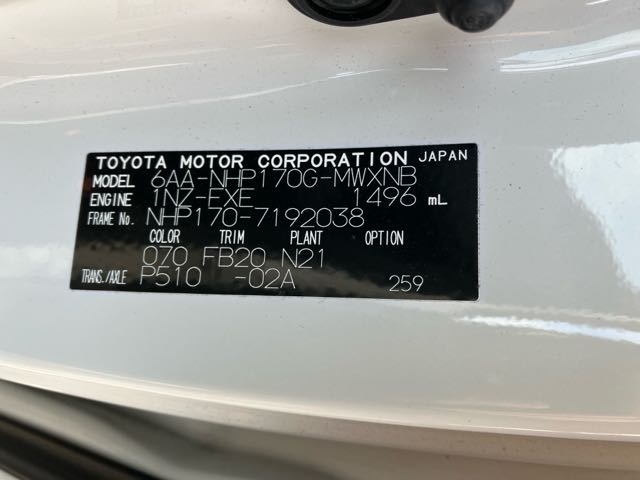 TOYOTA MOTOR CORPORATION JAPAN
MODEL 6AA-NHP170G-MWXNB
ENGINE 1NZ-FXE 1496 mL
FRAME No. NHP170-7192038
COLOR TRIM PLANT OPTION
070 FB20 N21
TRANS./AXLE P510 -02A 259